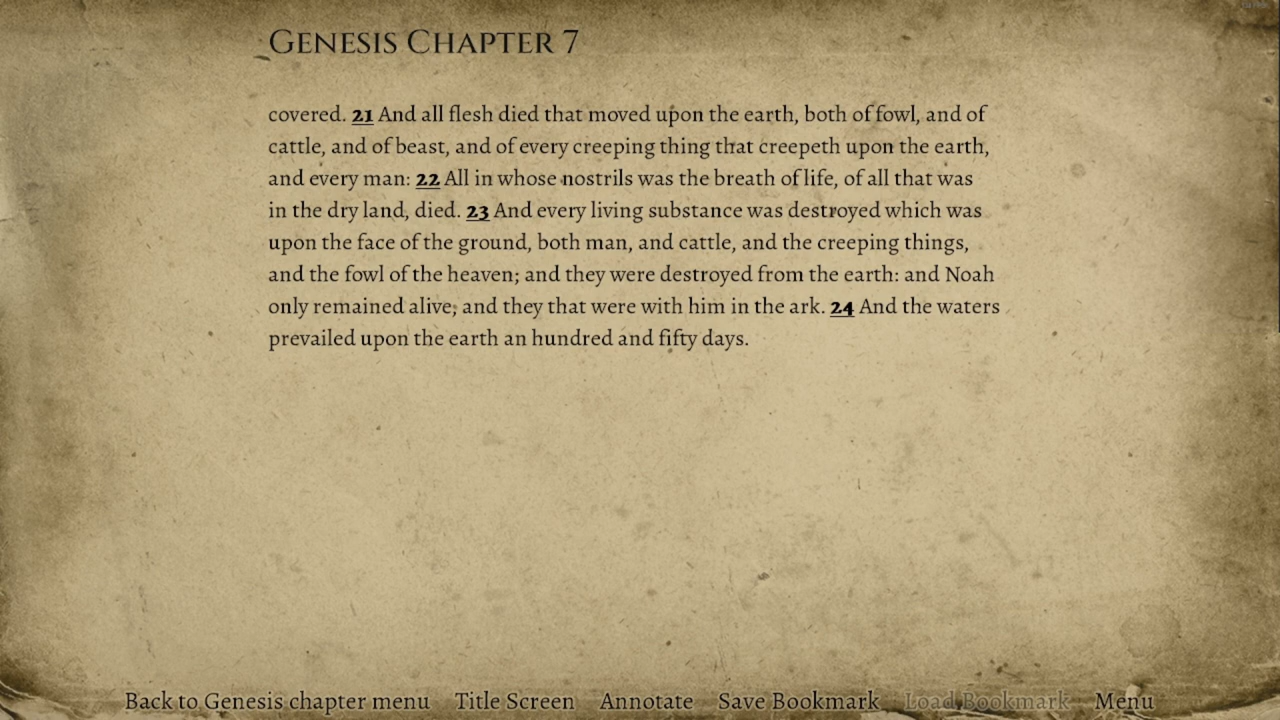 Genesis Chapter 7
covered. 21 And all flesh died that moved upon the earth, both of fowl, and of
cattle, and of beast, and of every creeping thing that creepeth upon the earth,
and every man: 22 All in whose nostrils was the breath of life, of all that was
in the dry land, died. 23 And every living substance was destroyed which was
upon the face of the ground, both man, and cattle, and the creeping things,
and the fowl of the heaven; and they were destroyed from the earth: and Noah
only remained alive, and they that were with him in the ark. 24 And the waters
prevailed upon the earth an hundred and fifty days.
Back to Genesis chapter menu Title Screen Annotate Save Bookmark Load Bookmark Menu